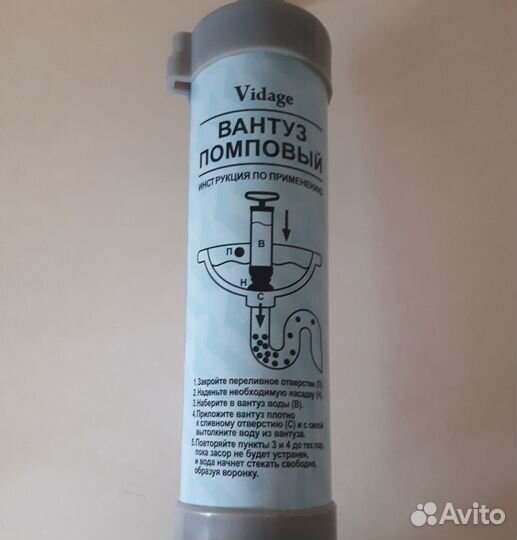 Vidage
ВАНТУЗ
ПОМПОВЫЙ
ИНСТРУКЦИЯ ПО ПРИМЕНЕНИЮ
П
В
Н
С
1.Закройте переливное отверстие (П).
2.Наденьте необходимую насадку (Н).
3.Наберите в вантуз воды (В).
4.Приложите вантуз плотно
к сливному отверстию (С) и с силой
вытолкните воду из вантуза.
5.Повторяйте пункты 3 и 4 до тех пор,
пока засор не будет устранен,
и вода начнет стекать свободно,
образуя воронку.
Avito